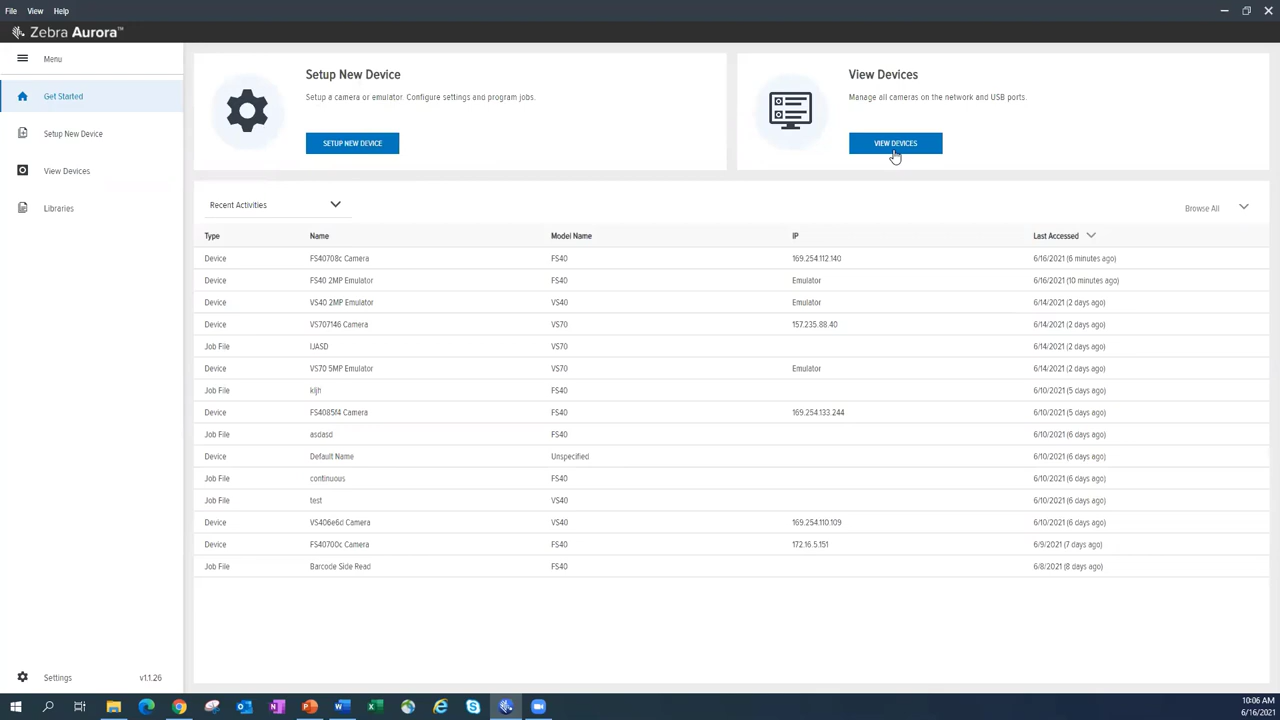 File View Help
Zebra Aurora™
Menu
Get Started
Setup New Device
View Devices
Libraries
Settings v1.1.26
Setup New Device
Setup a camera or emulator. Configure settings and program jobs.
SETUP NEW DEVICE
View Devices
Manage all cameras on the network and USB ports.
VIEW DEVICES
Recent Activities
Browse All
Type Name Model Name IP Last Accessed
Device FS40708c Camera FS40 169.254.112.140 6/16/2021 (6 minutes ago)
Device FS40 2MP Emulator FS40 Emulator 6/16/2021 (10 minutes ago)
Device VS40 2MP Emulator VS40 Emulator 6/14/2021 (2 days ago)
Device VS707146 Camera VS70 157.235.88.40 6/14/2021 (2 days ago)
Job File IJASD VS70 6/14/2021 (2 days ago)
Device VS70 5MP Emulator VS70 Emulator 6/14/2021 (2 days ago)
Job File kljh FS40 6/10/2021 (5 days ago)
Device FS4085f4 Camera FS40 169.254.133.244 6/10/2021 (5 days ago)
Job File asdasd FS40 6/10/2021 (6 days ago)
Device Default Name Unspecified 6/10/2021 (6 days ago)
Job File continuous FS40 6/10/2021 (6 days ago)
Job File test VS40 6/10/2021 (6 days ago)
Device VS406e6d Camera VS40 169.254.110.109 6/10/2021 (6 days ago)
Device FS40700c Camera FS40 172.16.5.151 6/9/2021 (7 days ago)
Job File Barcode Side Read FS40 6/8/2021 (8 days ago)
10:06 AM
6/16/2021